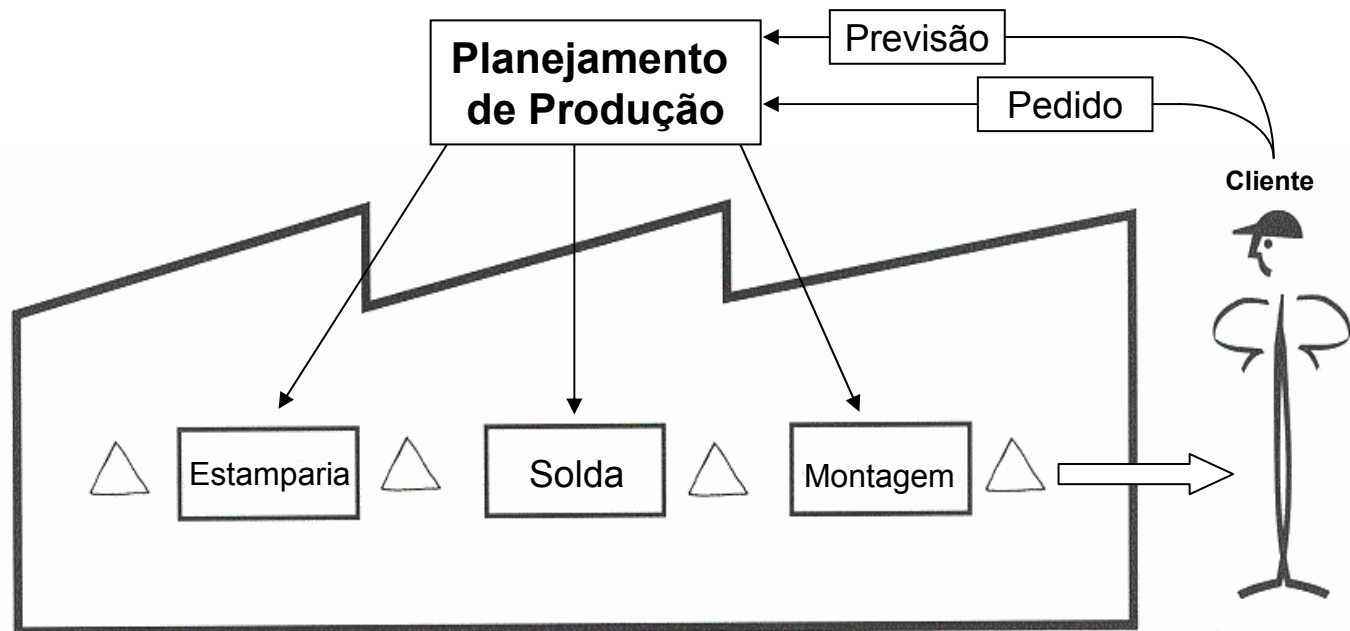 Previsão
Planejamento
de Produção
Pedido
Cliente
Estamparia
Solda
Montagem